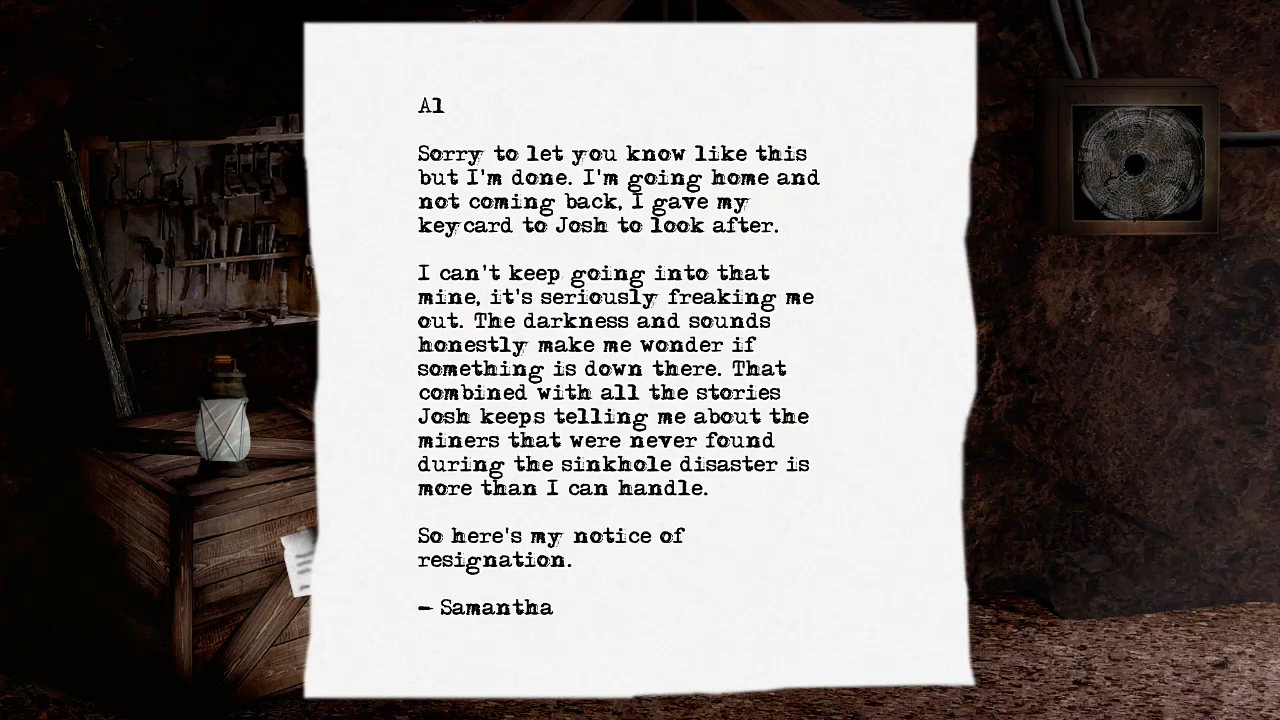 Al
Sorry to let you know like this
but I'm done. I'm going home and
not coming back, I gave my
keycard to Josh to look after.
I can't keep going into that
mine, it's seriously freaking me
out. The darkness and sounds
honestly make me wonder if
something is down there. That
combined with all the stories
Josh keeps telling me about the
miners that were never found
during the sinkhole disaster is
more than I can handle.
So here's my notice of
resignation.
— Samantha